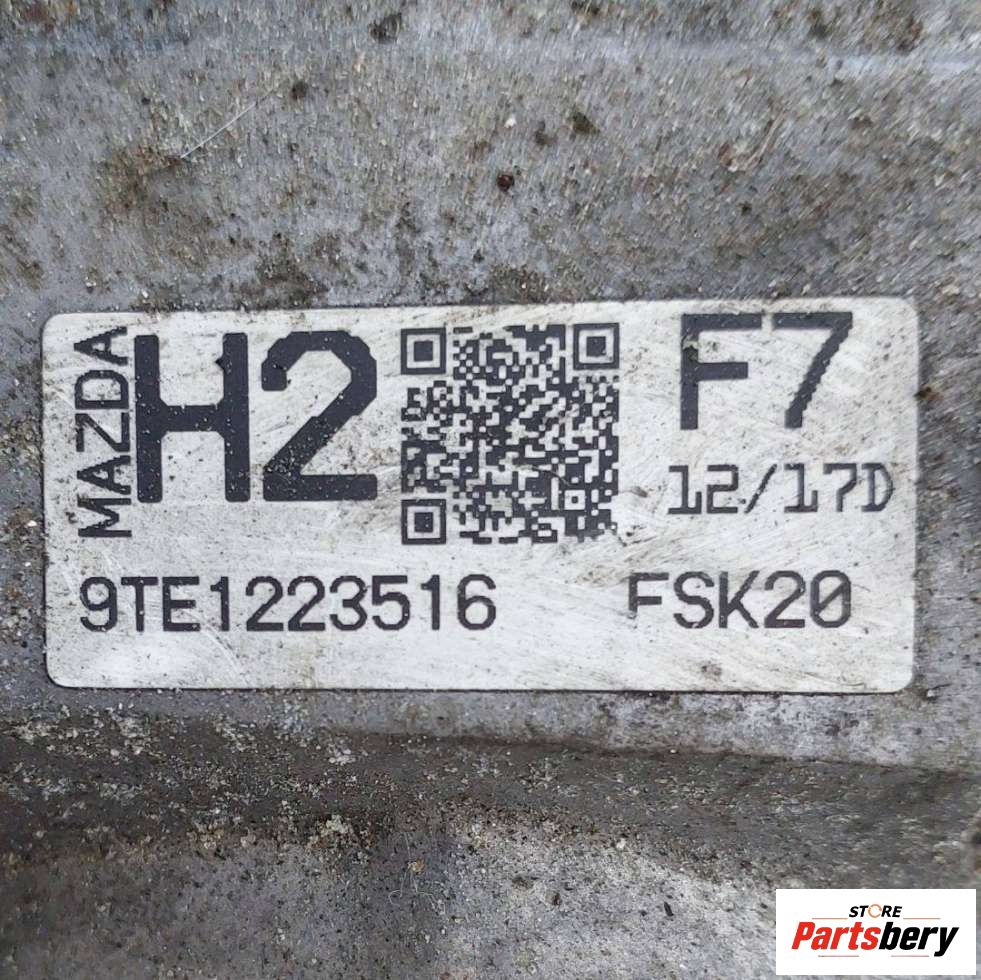 MAZDA
H2
F7
12/17D
9TE1223516
FSK20
STORE
Partsbery